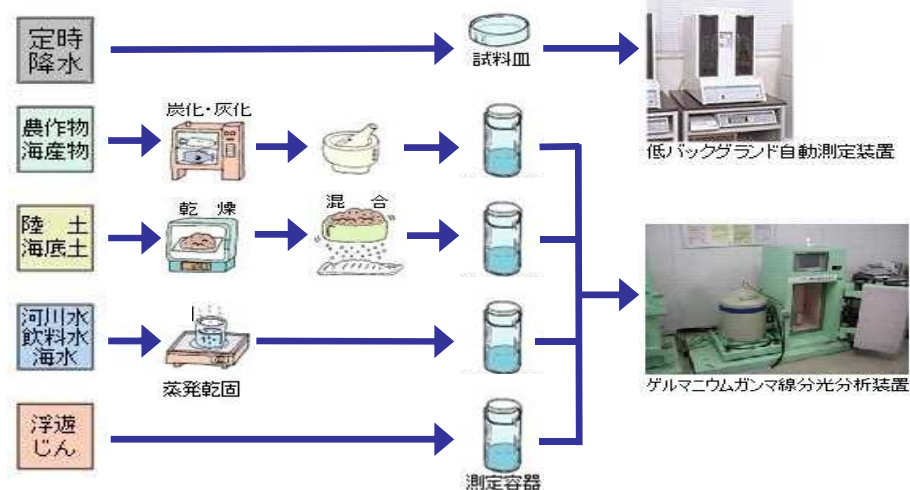 定時
降水
試料皿
低バックグランド自動測定装置
農作物
海産物
炭化・灰化
陸 土
海底土
乾 燥
混 合
河川水
飲料水
海水
蒸発乾固
ゲルマニウムガンマ線分光分析装置
浮遊
じん
測定容器